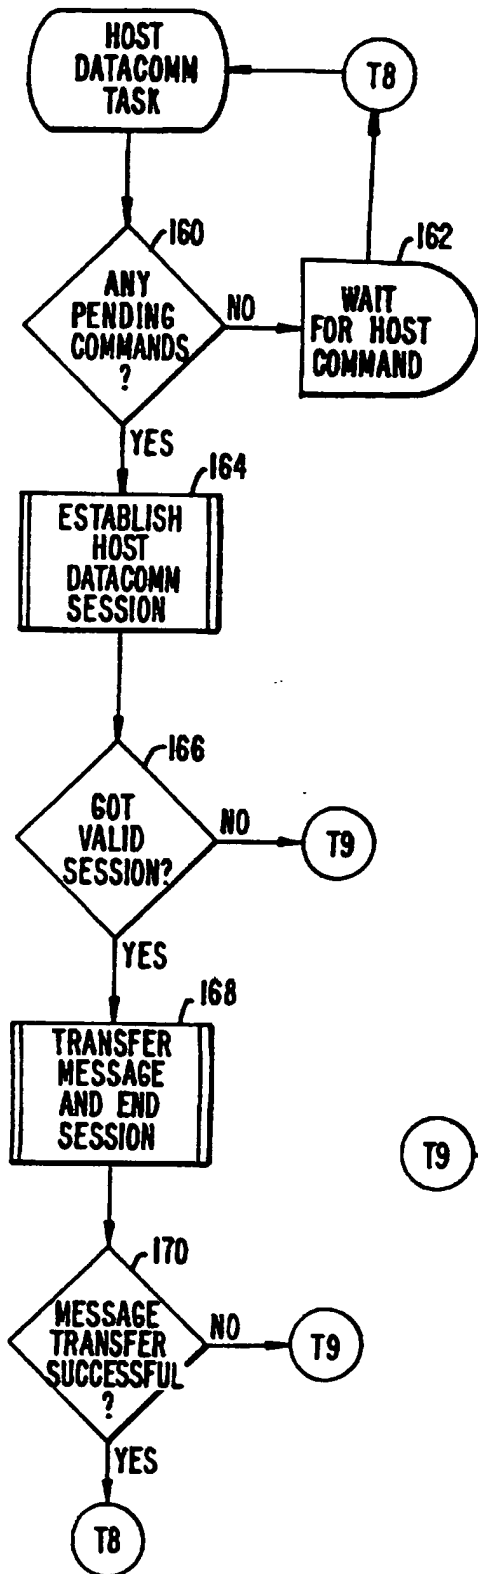 HOST
DATACOMM
TASK
T8
160
ANY
PENDING
COMMANDS
?
NO
162
WAIT
FOR HOST
COMMAND
YES
164
ESTABLISH
HOST
DATACOMM
SESSION
166
GOT
VALID
SESSION?
NO
T9
YES
168
TRANSFER
MESSAGE
AND END
SESSION
T9
170
MESSAGE
TRANSFER
SUCCESSFUL
?
NO
T9
YES
T8